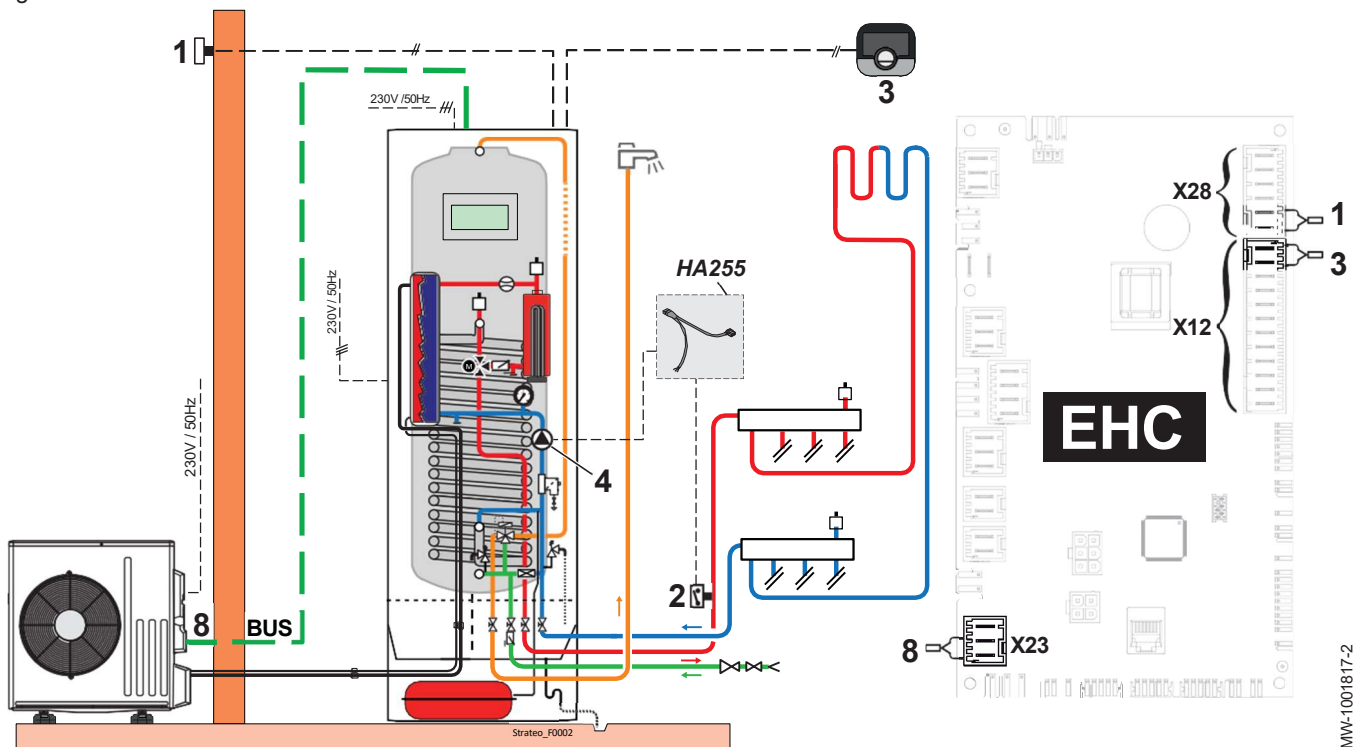 1
230V /50Hz
3
X28
1
3
HA255
X12
230V / 50Hz
EHC
230V / 50Hz
M
4
2
8
BUS
8
X23
Strateo_F0002
MW-1001817-2